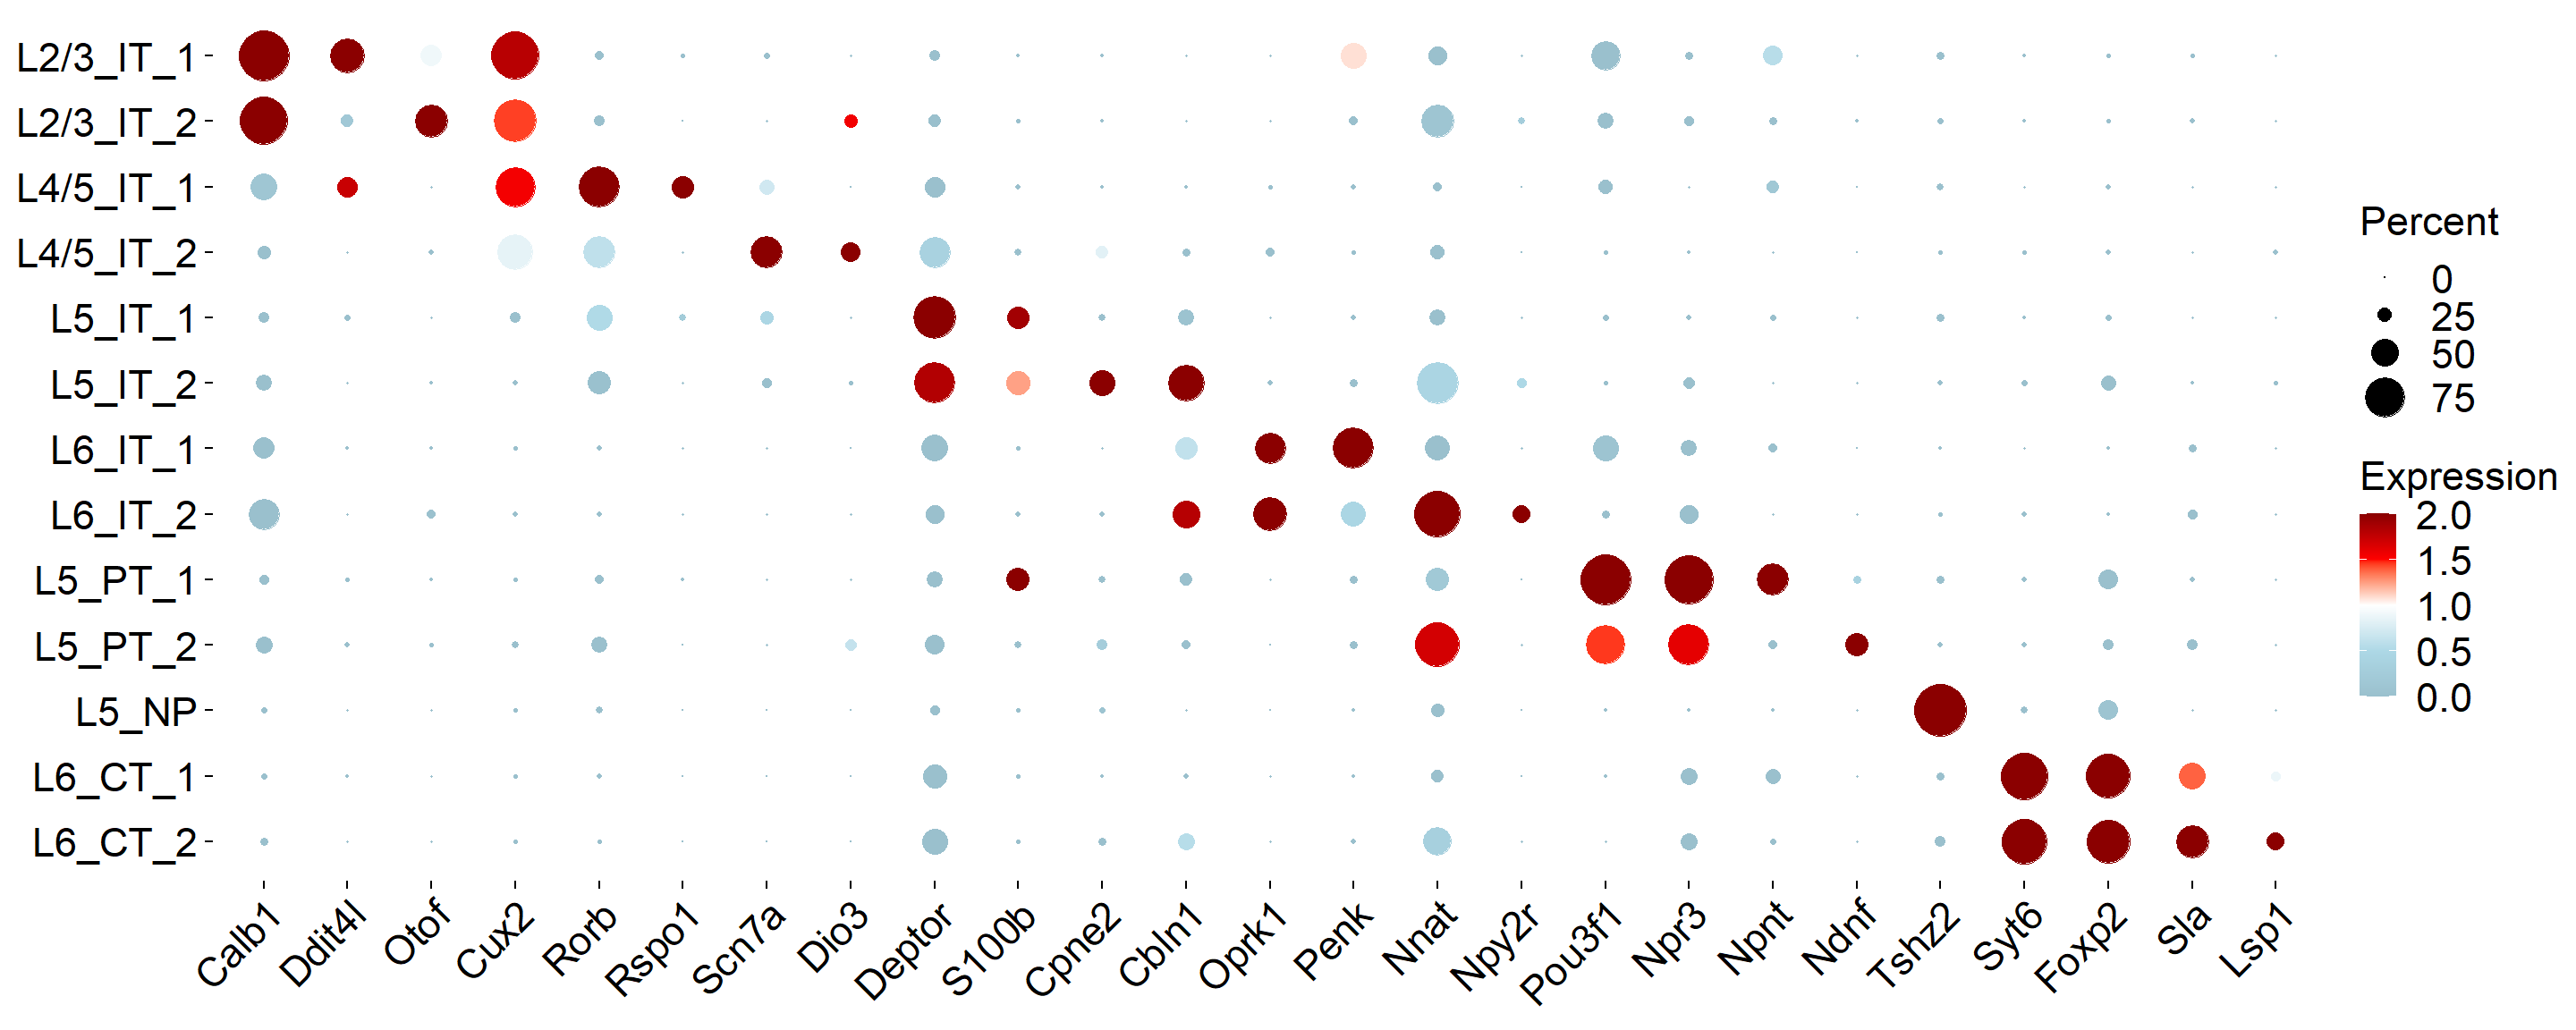 L2/3_IT_1
L2/3_IT_2
L4/5_IT_1
L4/5_IT_2
L5_IT_1
L5_IT_2
L6_IT_1
L6_IT_2
L5_PT_1
L5_PT_2
L5_NP
L6_CT_1
L6_CT_2
Calb1
Ddit4l
Otof
Cux2
Rorb
Rspo1
Scn7a
Dio3
Deptor
S100b
Cpne2
Cbln1
Oprk1
Penk
Nnat
Npy2r
Pou3f1
Npr3
Npnt
Ndnf
Tshz2
Syt6
Foxp2
Sla
Lsp1
Percent
0
25
50
75
Expression
2.0
1.5
1.0
0.5
0.0